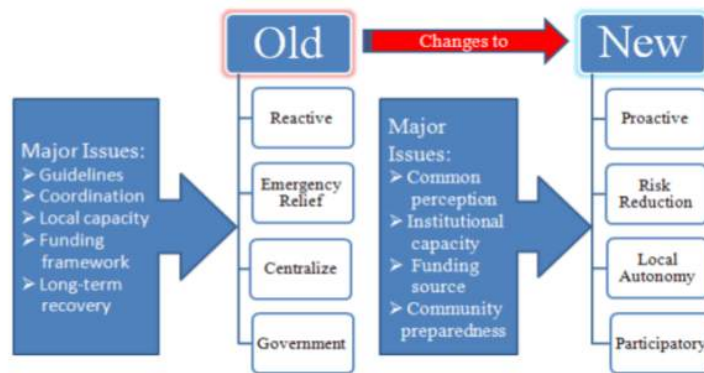 Old
Changes to
New
Major Issues:
➢ Guidelines
➢ Coordination
➢ Local capacity
➢ Funding
framework
➢ Long-term
recovery
Reactive
Emergency
Relief
Centralize
Government
Major
Issues:
➢ Common
perception
➢ Institutional
capacity
➢ Funding
source
➢ Community
preparedness
Proactive
Risk
Reduction
Local
Autonomy
Participatory